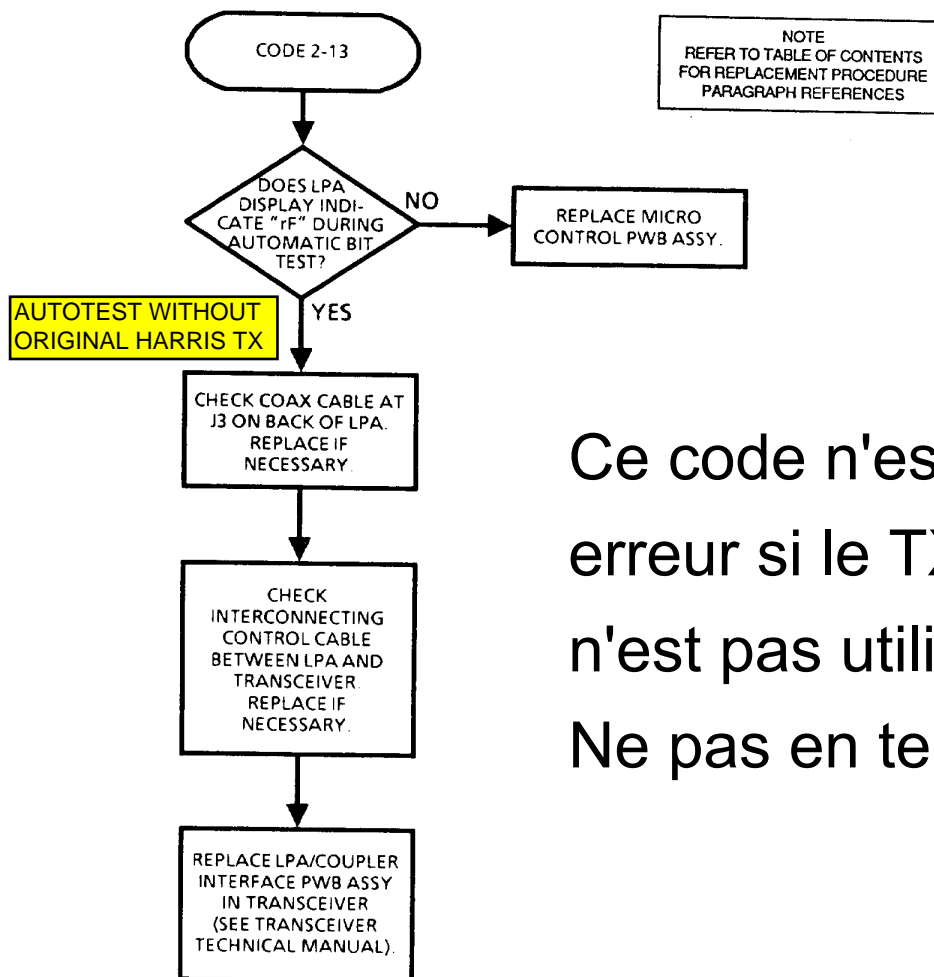 CODE 2-13
NOTE
REFER TO TABLE OF CONTENTS
FOR REPLACEMENT PROCEDURE
PARAGRAPH REFERENCES
DOES LPA
DISPLAY INDI-
CATE "rF" DURING
AUTOMATIC BIT
TEST?
NO
REPLACE MICRO
CONTROL PWB ASSY.
YES
AUTOTEST WITHOUT
ORIGINAL HARRIS TX
CHECK COAX CABLE AT
J3 ON BACK OF LPA.
REPLACE IF
NECESSARY.
CHECK
INTERCONNECTING
CONTROL CABLE
BETWEEN LPA AND
TRANSCEIVER.
REPLACE IF
NECESSARY.
REPLACE LPA/COUPLER
INTERFACE PWB ASSY
IN TRANSCEIVER
(SEE TRANSCEIVER
TECHNICAL MANUAL).
Ce code n'es
erreur si le T
n'est pas utili
Ne pas en te